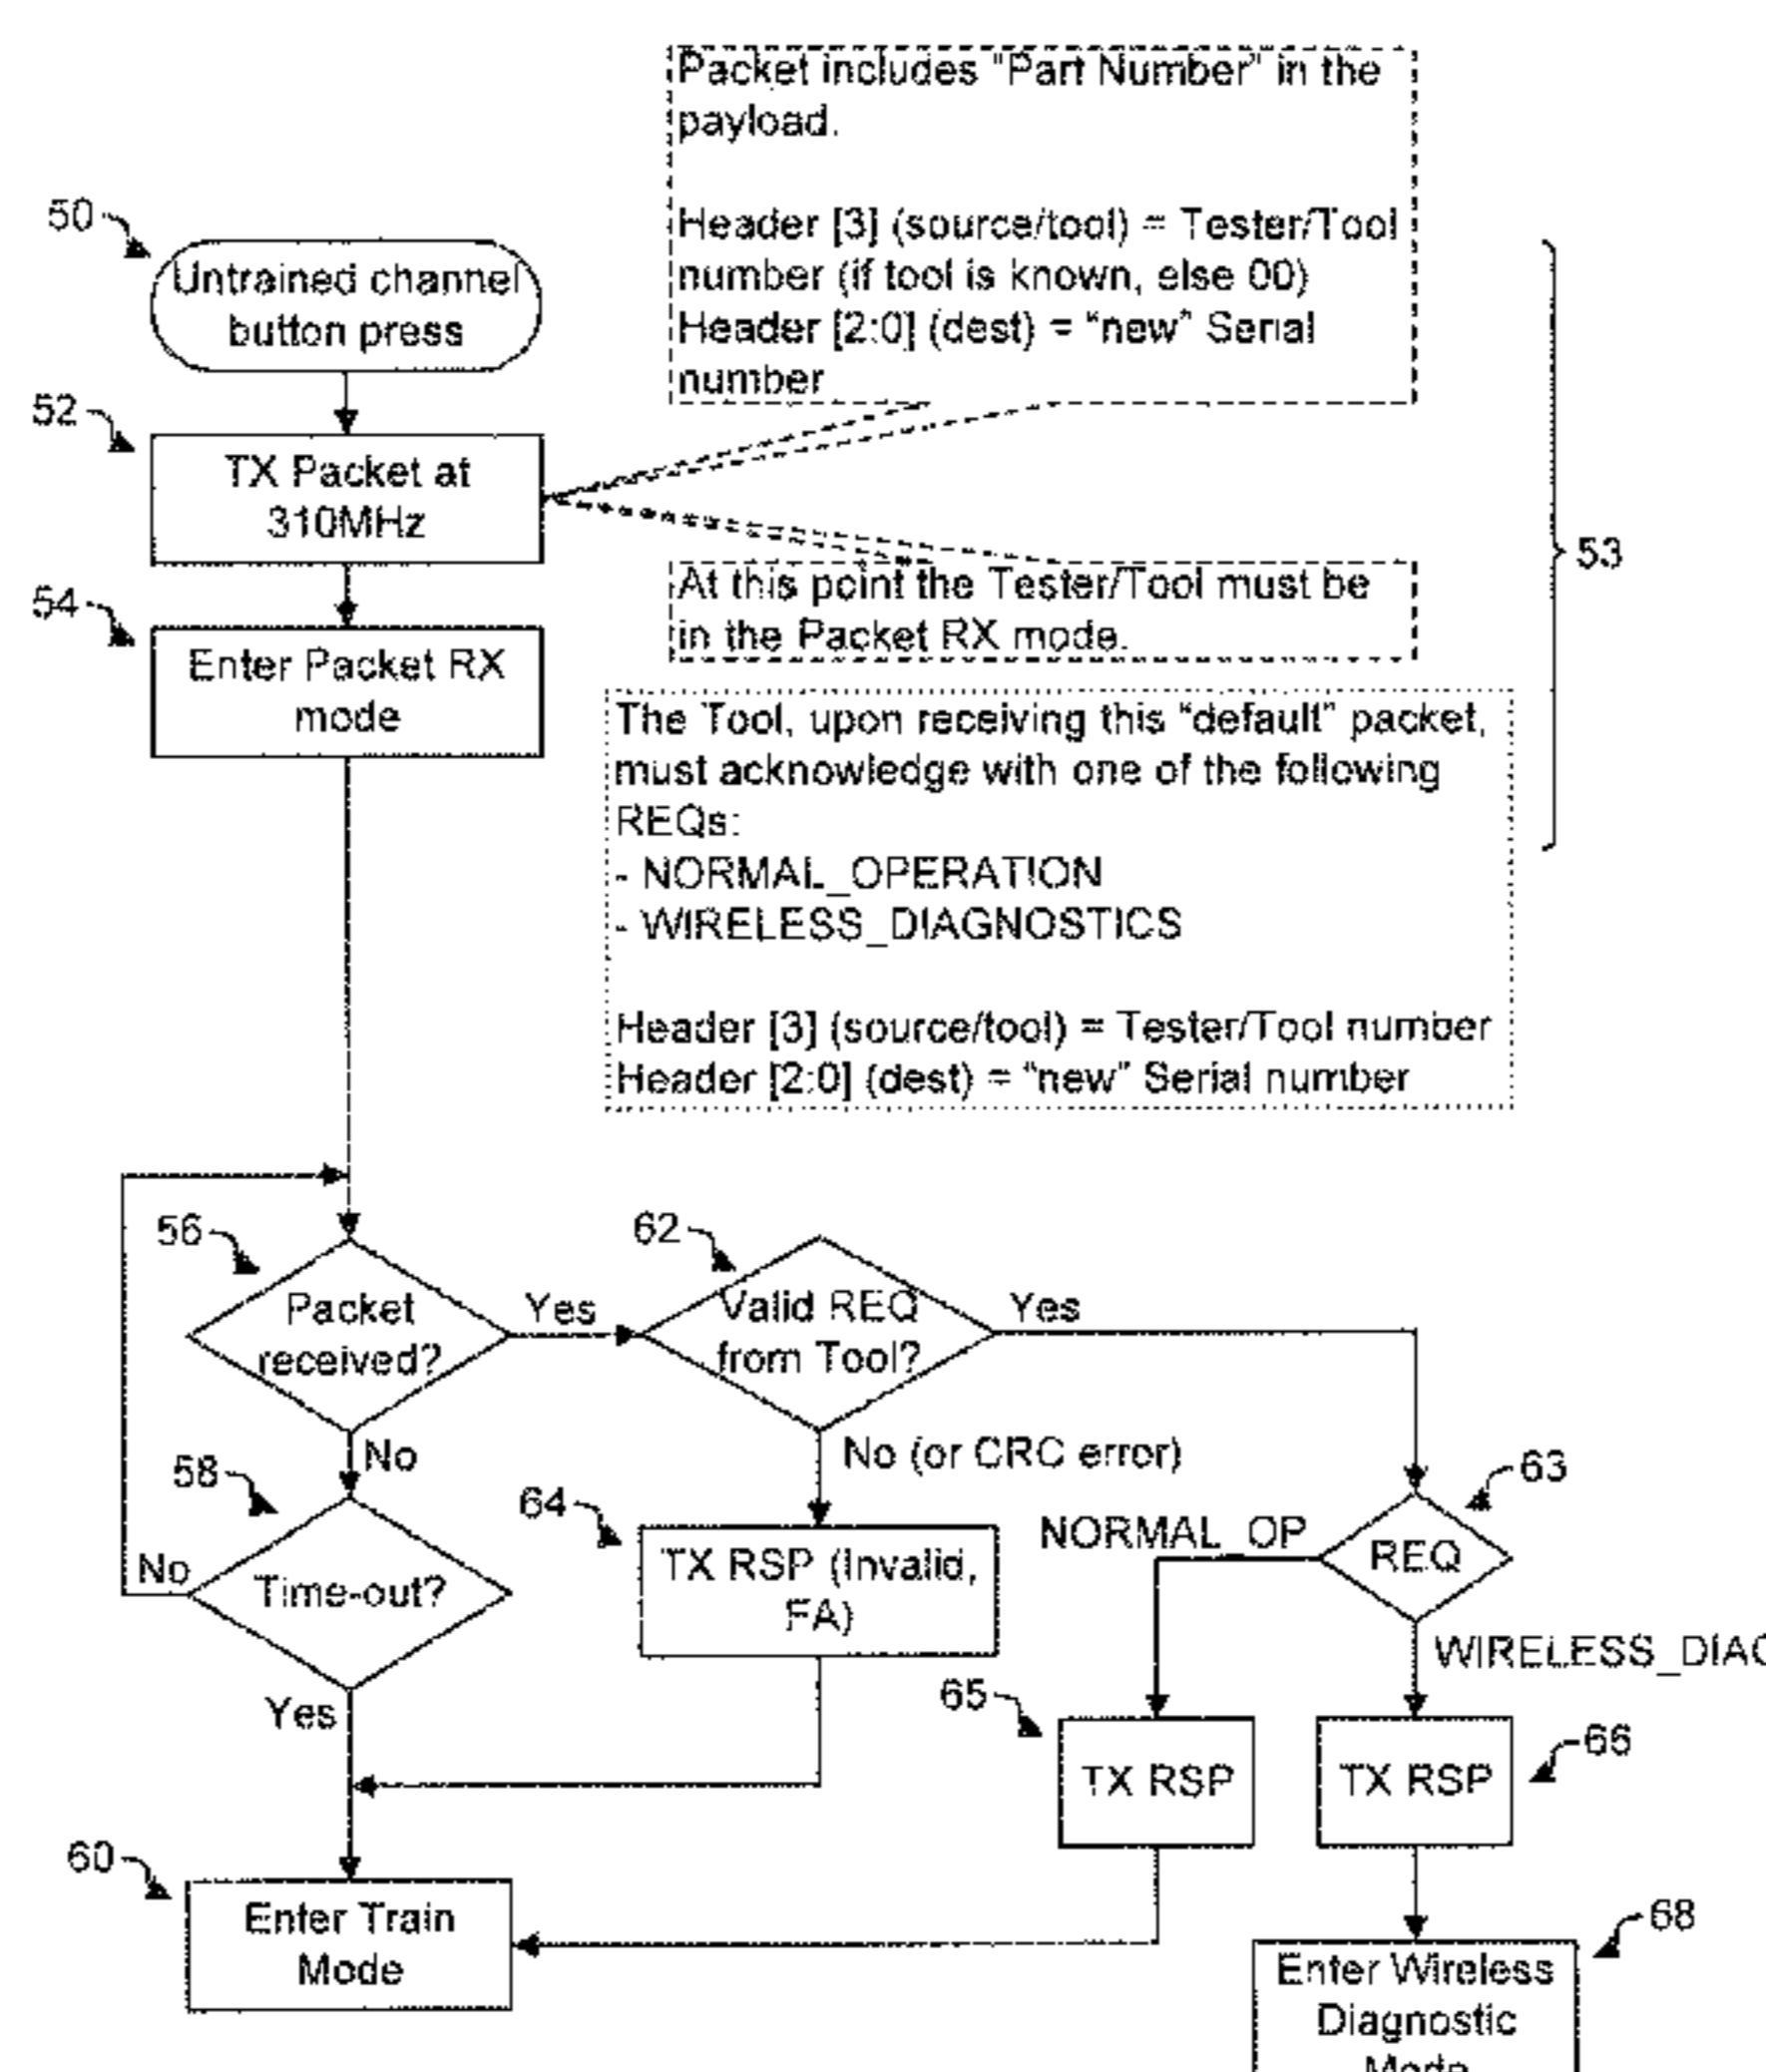 Packet includes "Part Number" in the
payload.
Header [3] (source/tool) = Tester/Tool
number (if tool is known, else 00)
Header [2:0] (dest) = "new" Serial
number
50
Untrained channel
button press
52
TX Packet at
310MHz
53
54
Enter Packet RX
mode
At this point the Tester/Tool must be
in the Packet RX mode.
The Tool, upon receiving this "default" packet,
must acknowledge with one of the following
REQs:
- NORMAL_OPERATION
- WIRELESS_DIAGNOSTICS
Header [3] (source/tool) = Tester/Tool number
Header [2:0] (dest) = "new" Serial number
56
Packet
received?
Yes
62
Valid REQ
from Tool?
Yes
No
No (or CRC error)
58
Time-out?
No
Yes
64
TX RSP (Invalid,
FA)
63
REQ
NORMAL_OP
WIRELESS_DIAG
65
TX RSP
66
TX RSP
60
Enter Train
Mode
68
Enter Wireless
Diagnostic
Mode